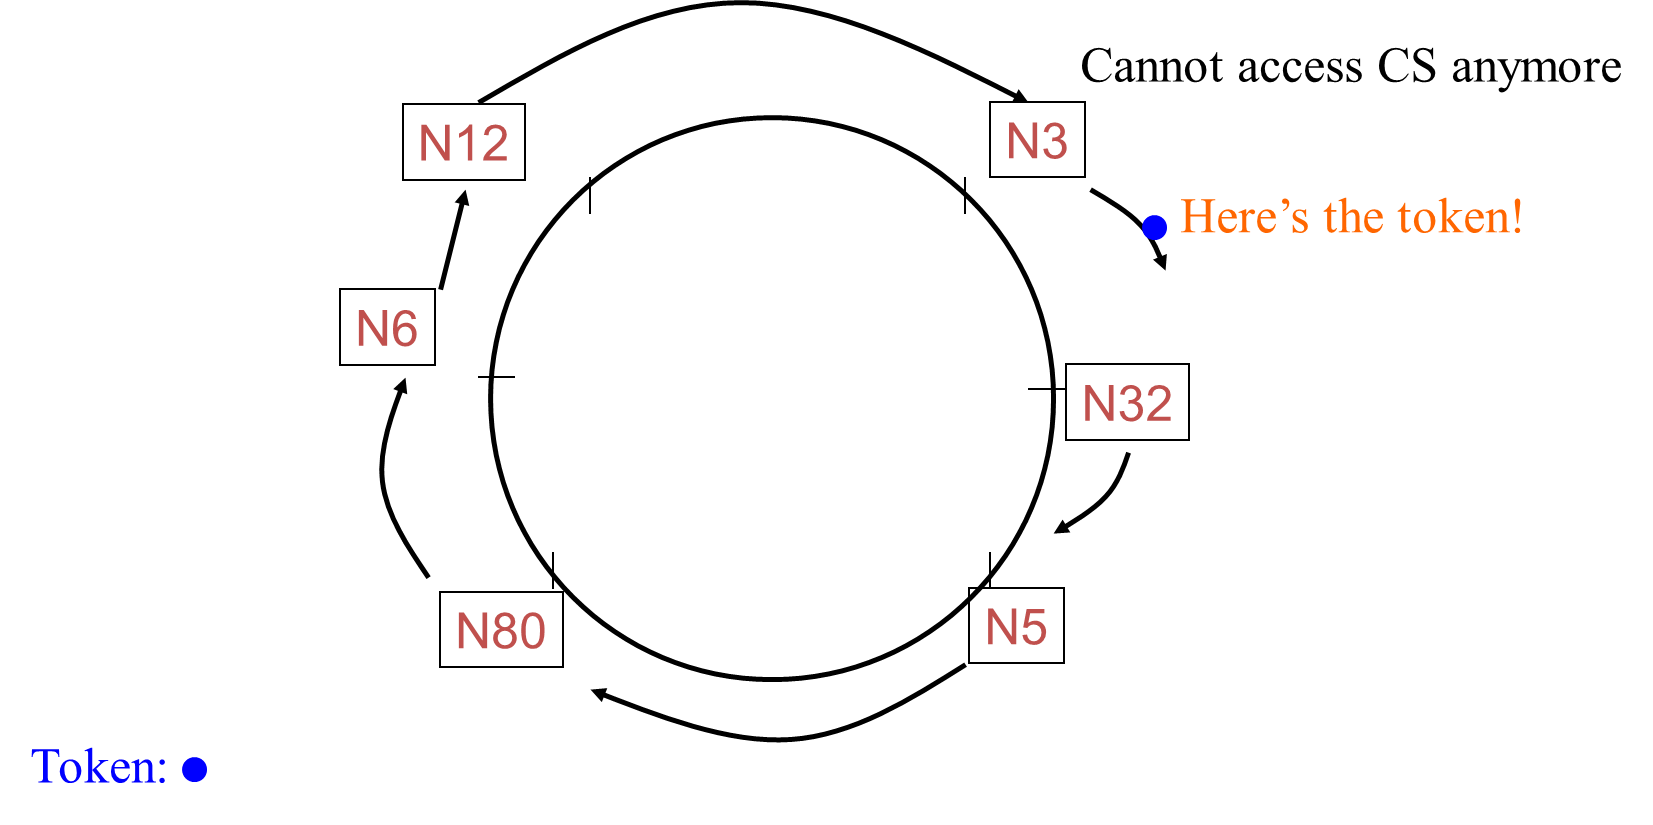 Cannot access CS anymore
N12
N3
Here’s the token!
N6
N32
N80
N5
Token: